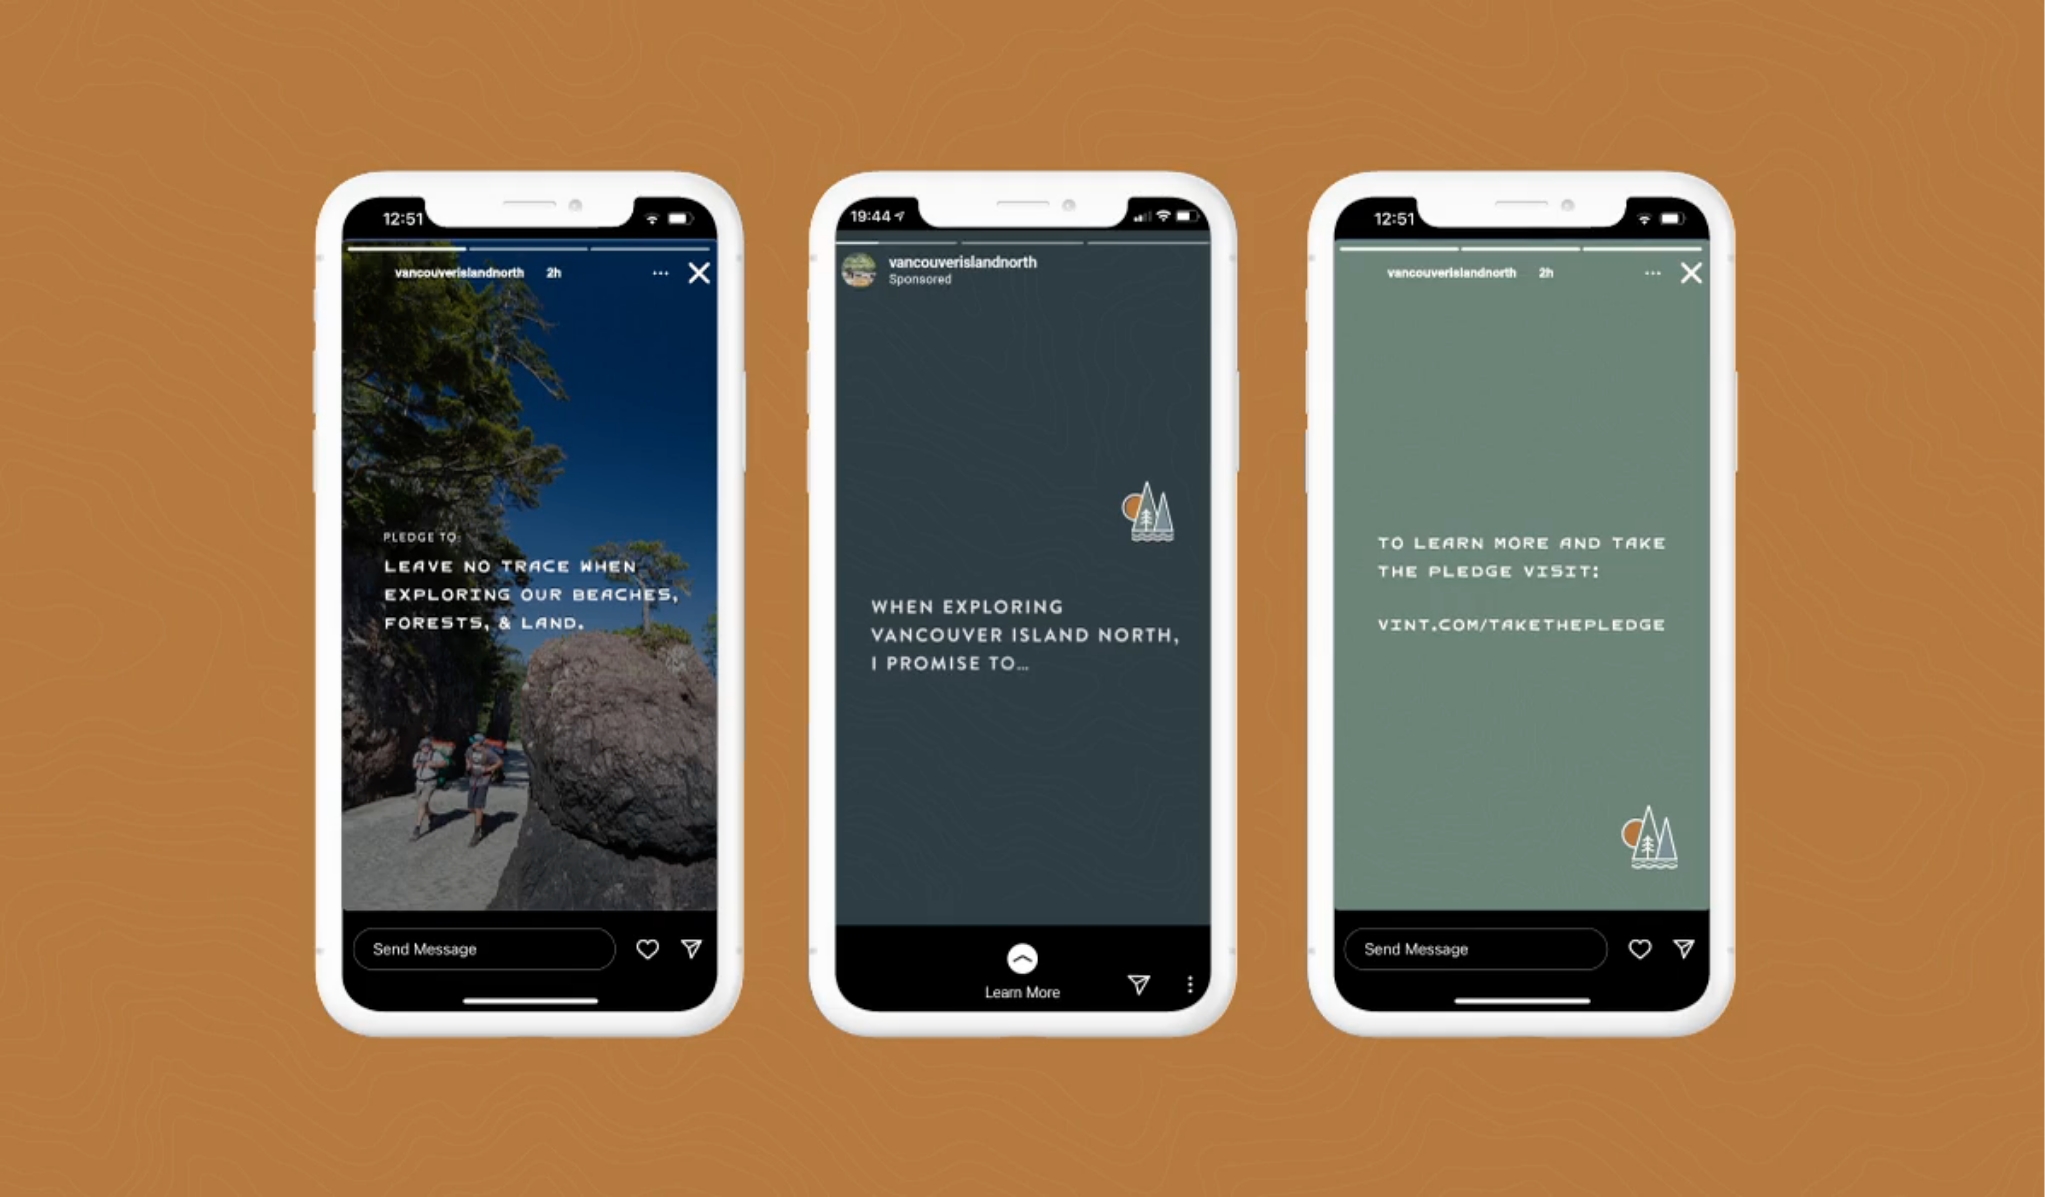 12:51
vancouverislandnorth 2h
PLEDGE TO:
LEAVE NO TRACE WHEN
EXPLORING OUR BEACHES,
FORESTS, & LAND.
Send Message
19:44
vancouverislandnorth
Sponsored
WHEN EXPLORING
VANCOUVER ISLAND NORTH,
I PROMISE TO...
Learn More
12:51
vancouverislandnorth 2h
TO LEARN MORE AND TAKE
THE PLEDGE VISIT:
VINT.COM/TAKETHEPLEDGE
Send Message